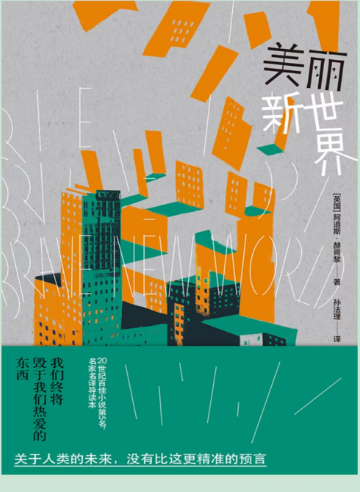 美丽
新世界
BRAVE NEW WORLD
[英国]阿道斯·赫胥黎 著
孙法理 译
我们终将
毁于我们热爱的
东西
20世纪百佳小说第5名,
名家名译导读本
关于人类的未来，没有比这更精准的预言